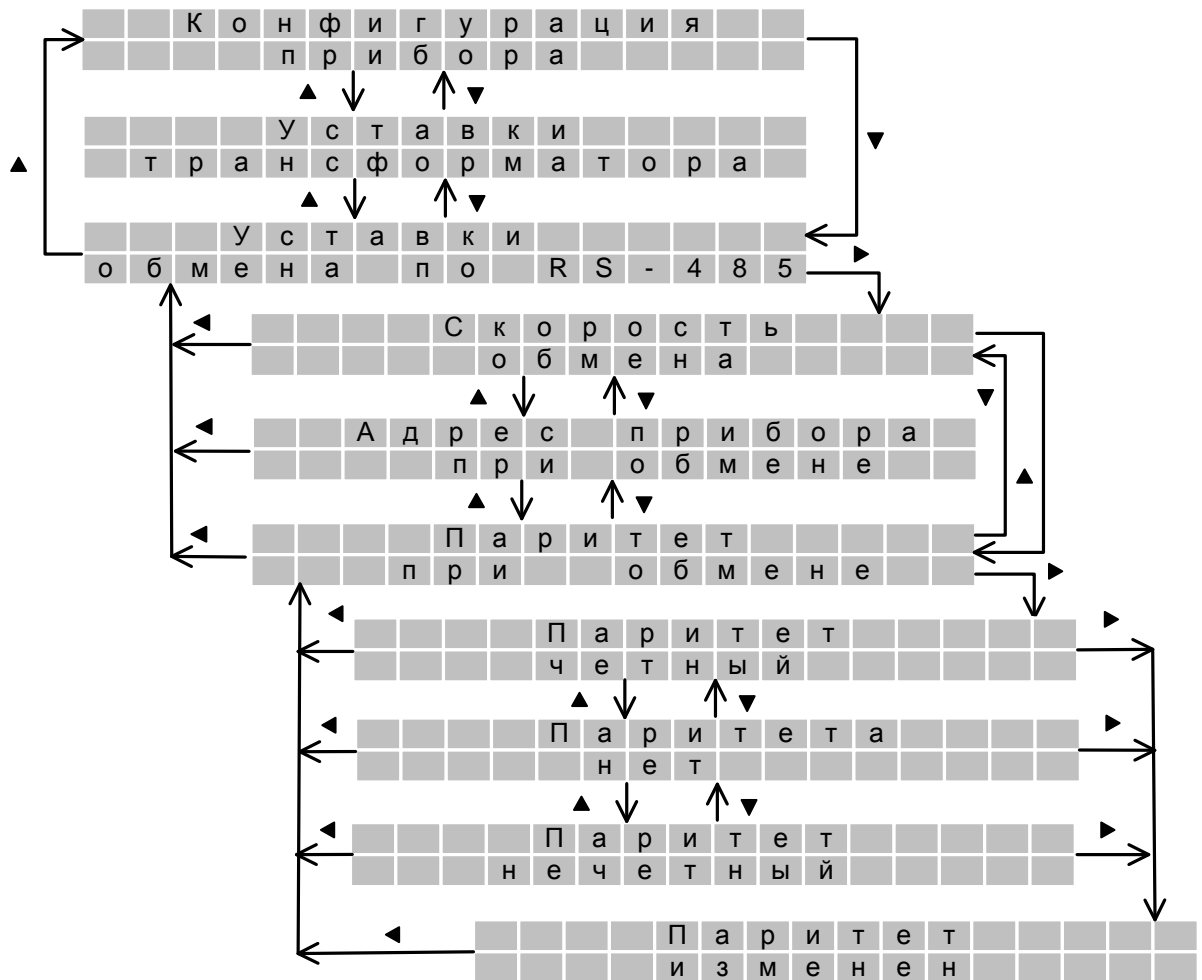 Конфигурация
прибора
Уставки
трансформатора
Уставки
обмена по RS-485
Скорость
обмена
Адрес прибора
при обмене
Паритет
при обмене
Паритет
четный
Паритета
нет
Паритет
нечетный
Паритет
изменен